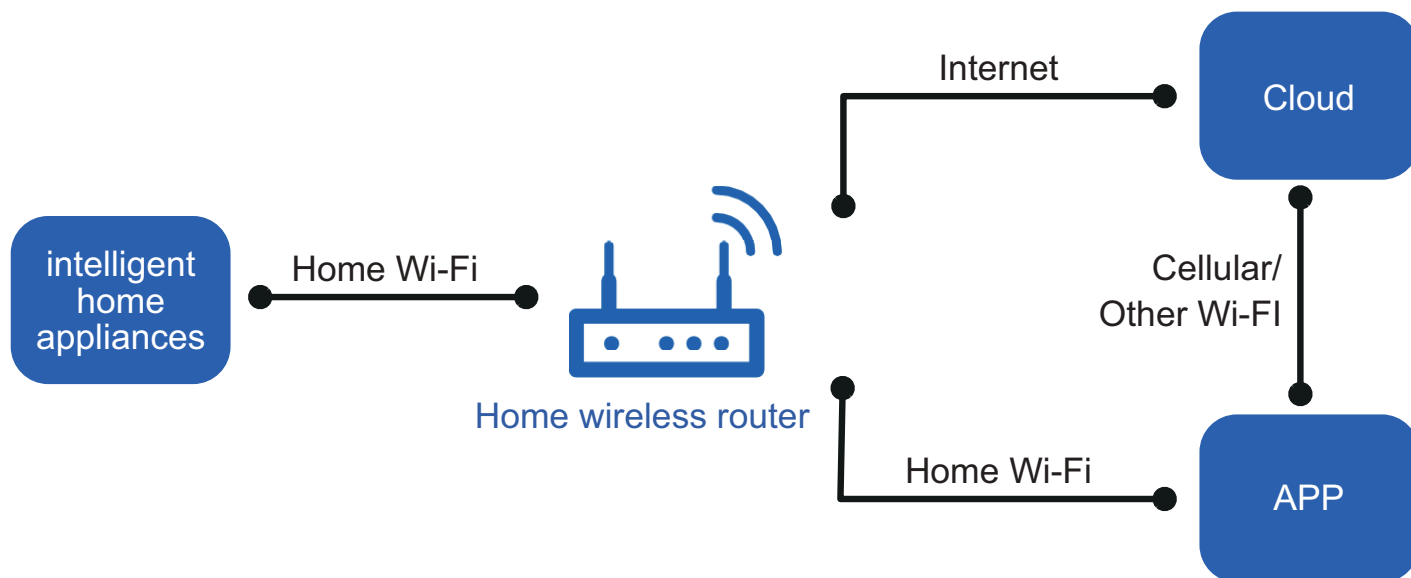 Internet
Cloud
intelligent
home
appliances
Home Wi-Fi
Cellular/
Other Wi-FI
Home wireless router
Home Wi-Fi
APP